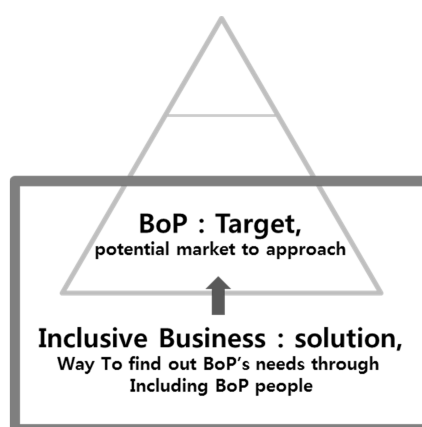 BoP : Target,
potential market to approach
Inclusive Business : solution,
Way To find out BoP's needs through
Including BoP people